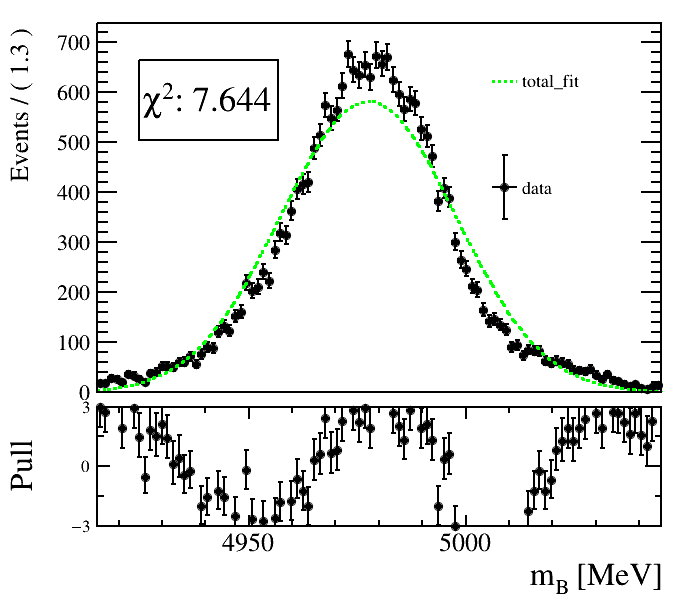 Events / ( 1.3 )
700
600
500
400
300
200
100
0
χ²: 7.644
total_fit
data
Pull
3
0
−3
4950
5000
m_B [MeV]